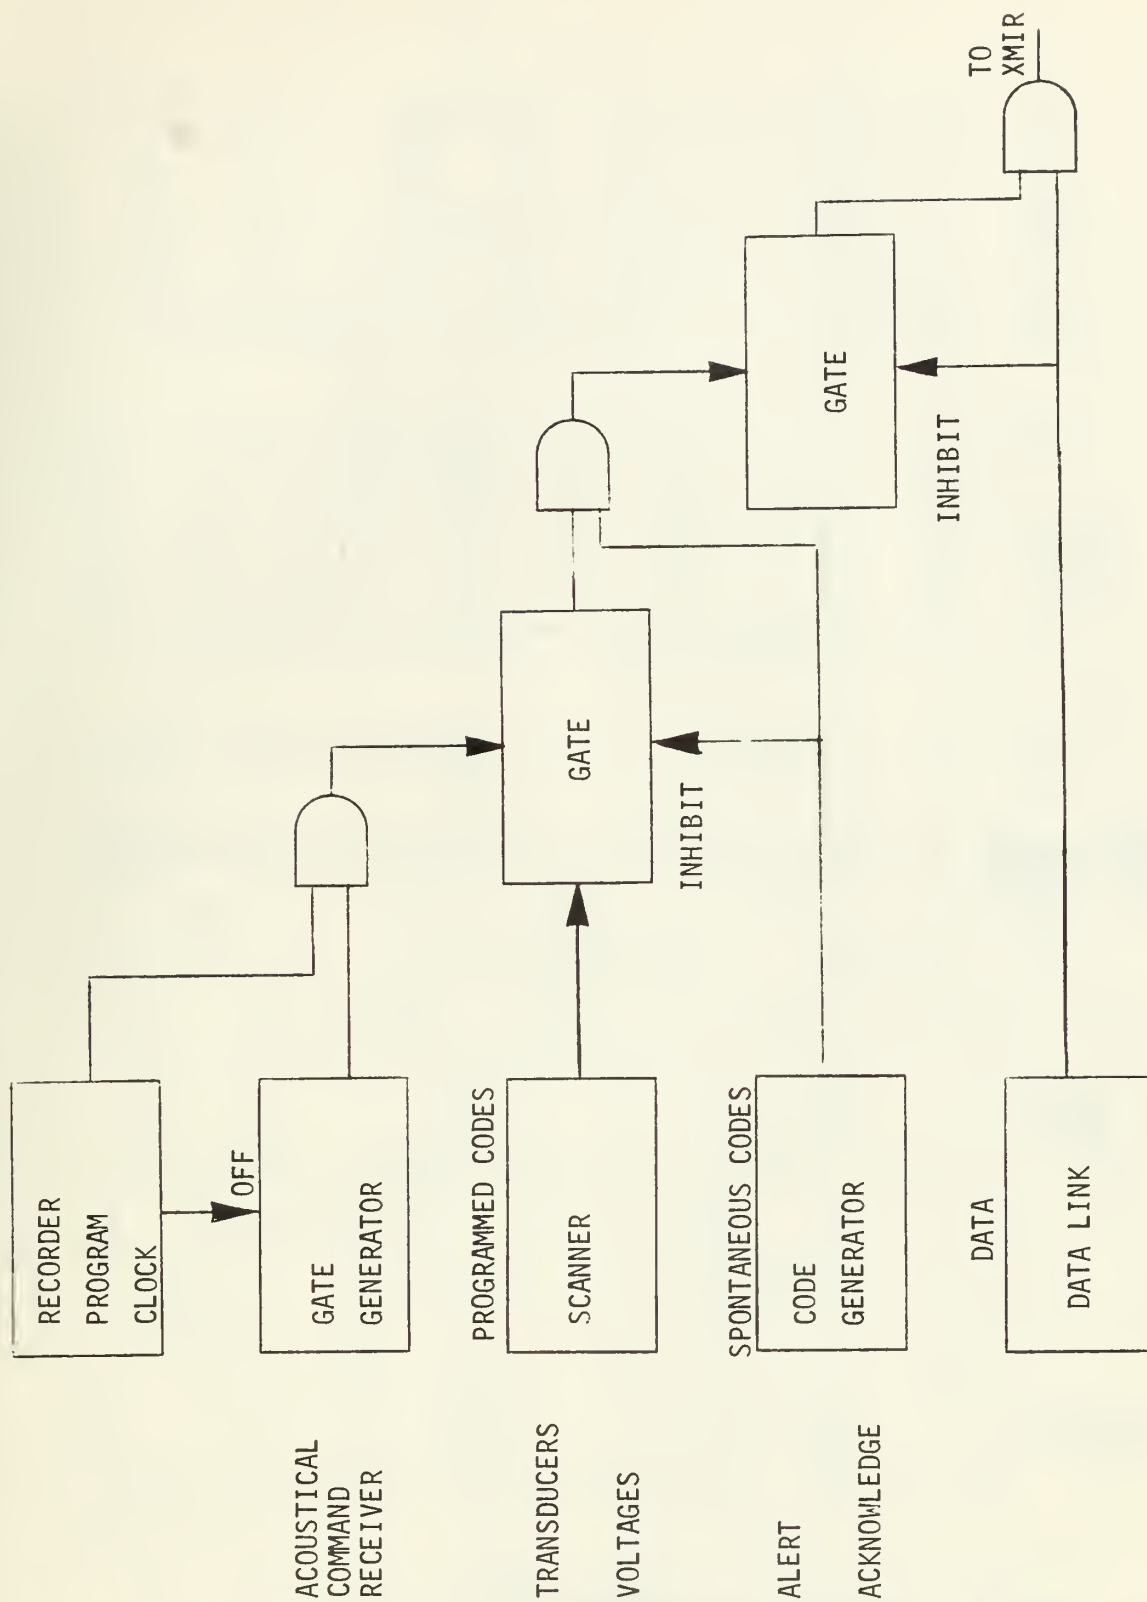 RECORDER
PROGRAM
CLOCK
OFF
ACOUSTICAL
COMMAND
RECEIVER
GATE
GENERATOR
PROGRAMMED CODES
TRANSDUCERS
VOLTAGES
SCANNER
GATE
INHIBIT
SPONTANEOUS CODES
ALERT
ACKNOWLEDGE
CODE
GENERATOR
GATE
INHIBIT
DATA
DATA LINK
TO
XMIR